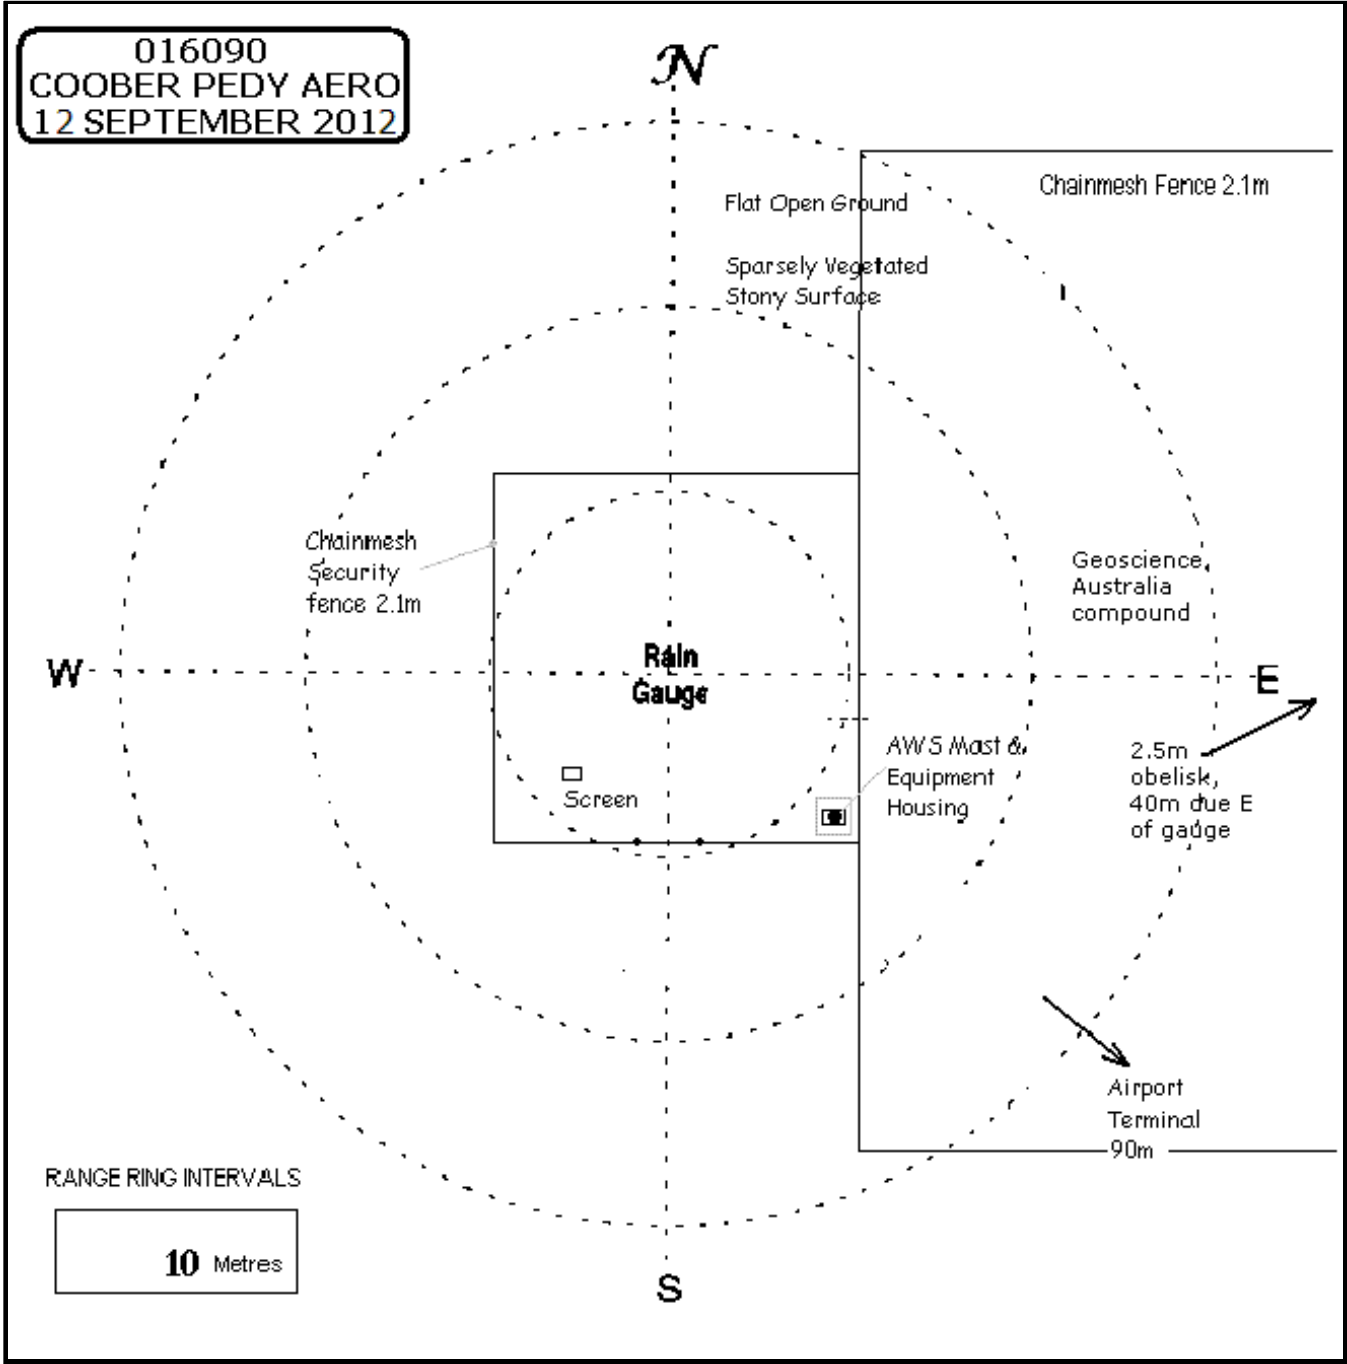 016090
COOBER PEDY AERO
12 SEPTEMBER 2012
N
Chainmesh Fence 2.1m
Flat Open Ground
Sparsely Vegetated
Stony Surface
Chainmesh
Security
fence 2.1m
Geoscience
Australia
compound
Rain
Gauge
W
E
AWS Mast &
Equipment
Housing
2.5m
obelisk,
40m due E
of gauge
Screen
Airport
Terminal
90m
RANGE RING INTERVALS
10 Metres
S